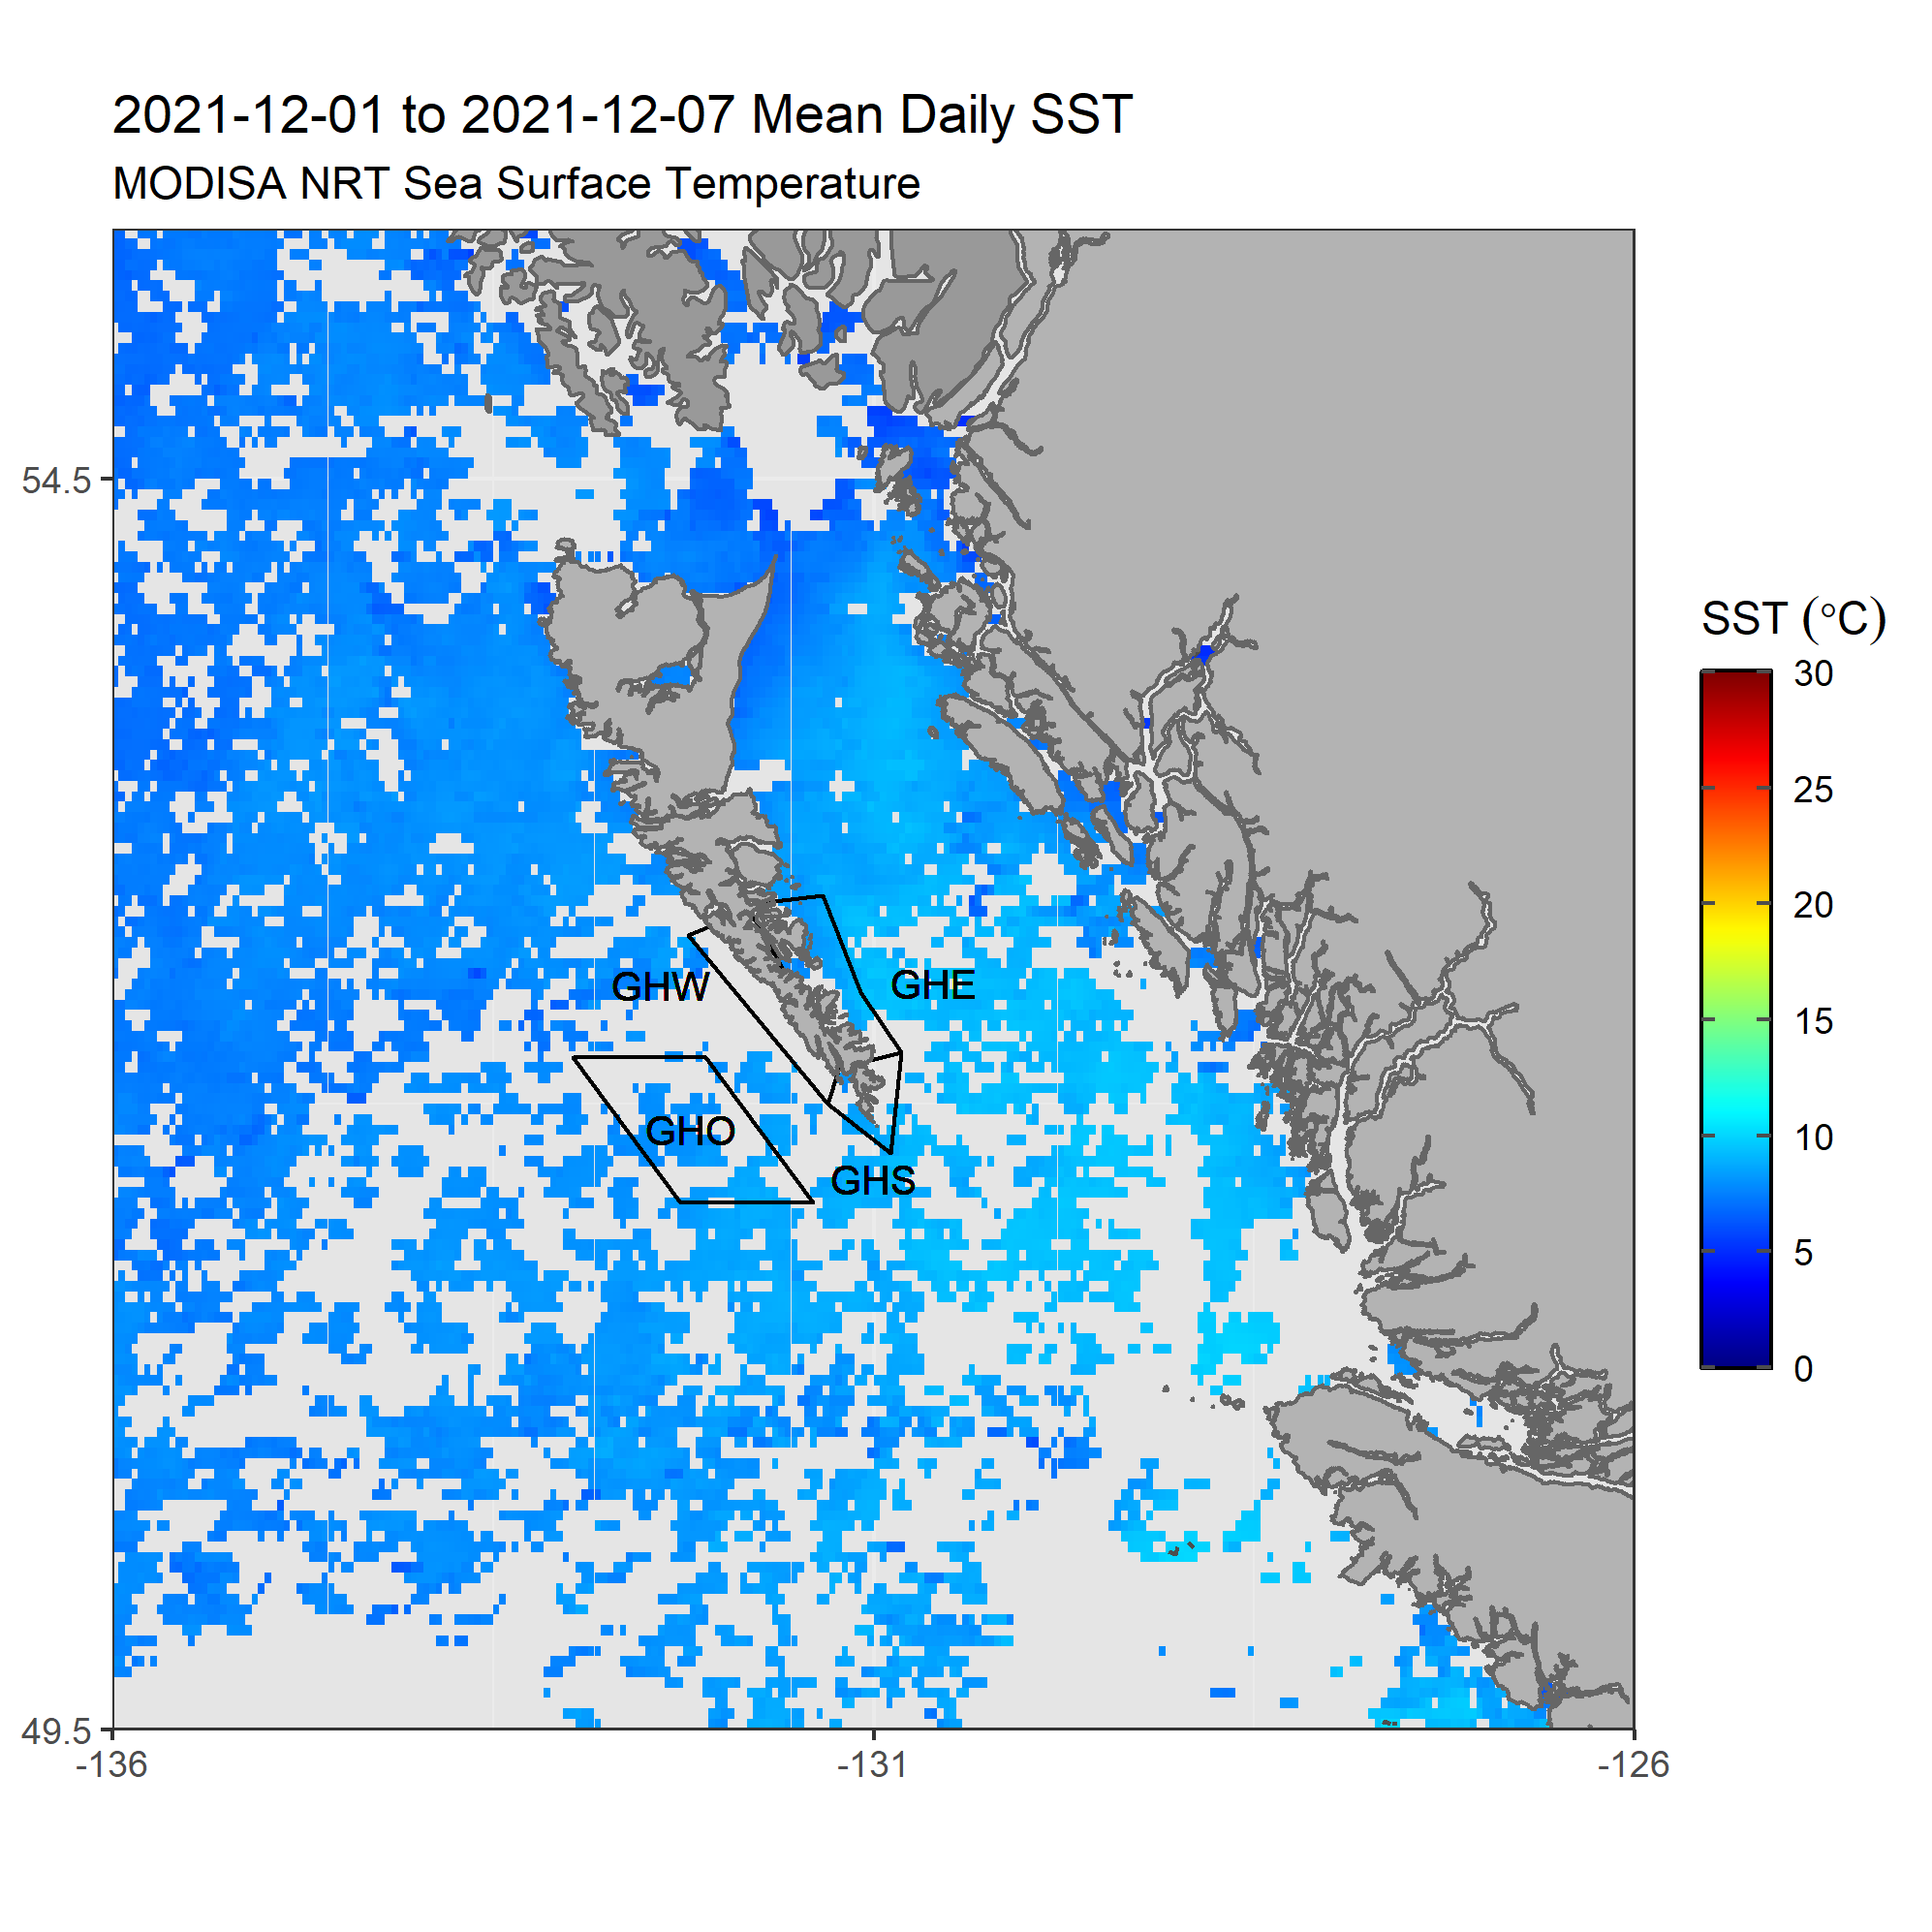 2021-12-01 to 2021-12-07 Mean Daily SST
MODISA NRT Sea Surface Temperature
54.5
49.5
-136
-131
-126
GHW
GHE
GHO
GHS
SST (°C)
30
25
20
15
10
5
0